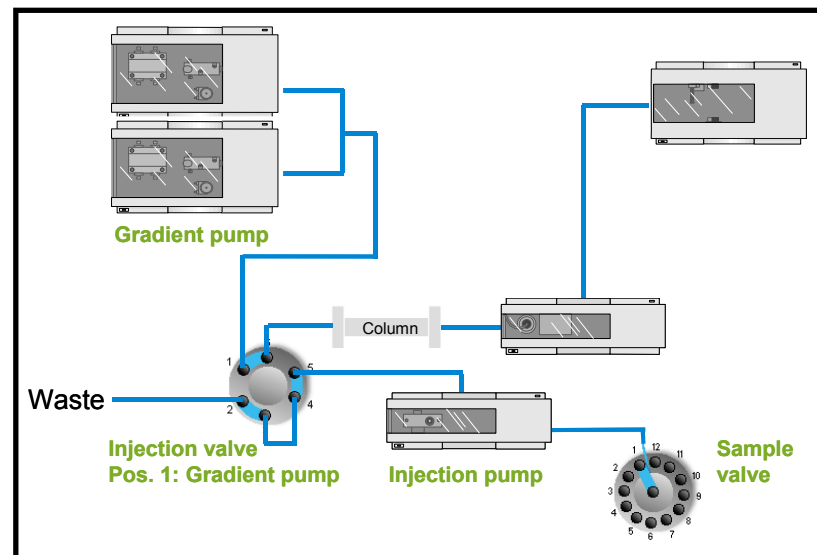 Gradient pump
Column
1
5
2
4
Waste
Injection valve
Pos. 1: Gradient pump
Injection pump
Sample
valve
1
12
11
2
10
3
9
4
8
5
6
7